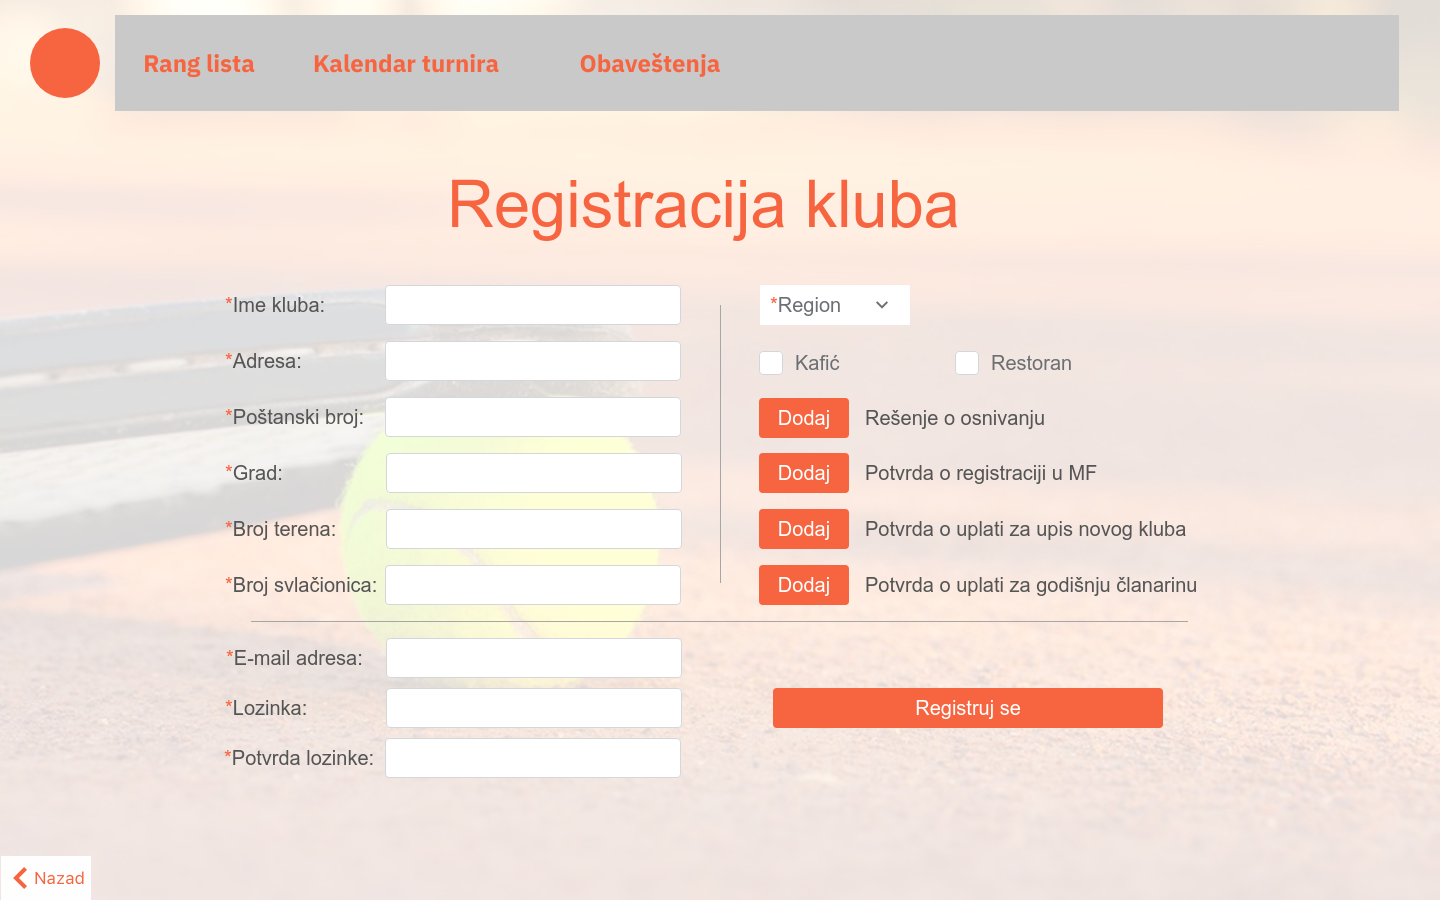 Rang lista
Kalendar turnira
Obaveštenja
Registracija kluba
*Ime kluba:
*Adresa:
*Poštanski broj:
*Grad:
*Broj terena:
*Broj svlačionica:
*Region
Kafić
Restoran
Dodaj Rešenje o osnivanju
Dodaj Potvrda o registraciji u MF
Dodaj Potvrda o uplati za upis novog kluba
Dodaj Potvrda o uplati za godišnju članarinu
*E-mail adresa:
*Lozinka:
*Potvrda lozinke:
Registruj se
Nazad